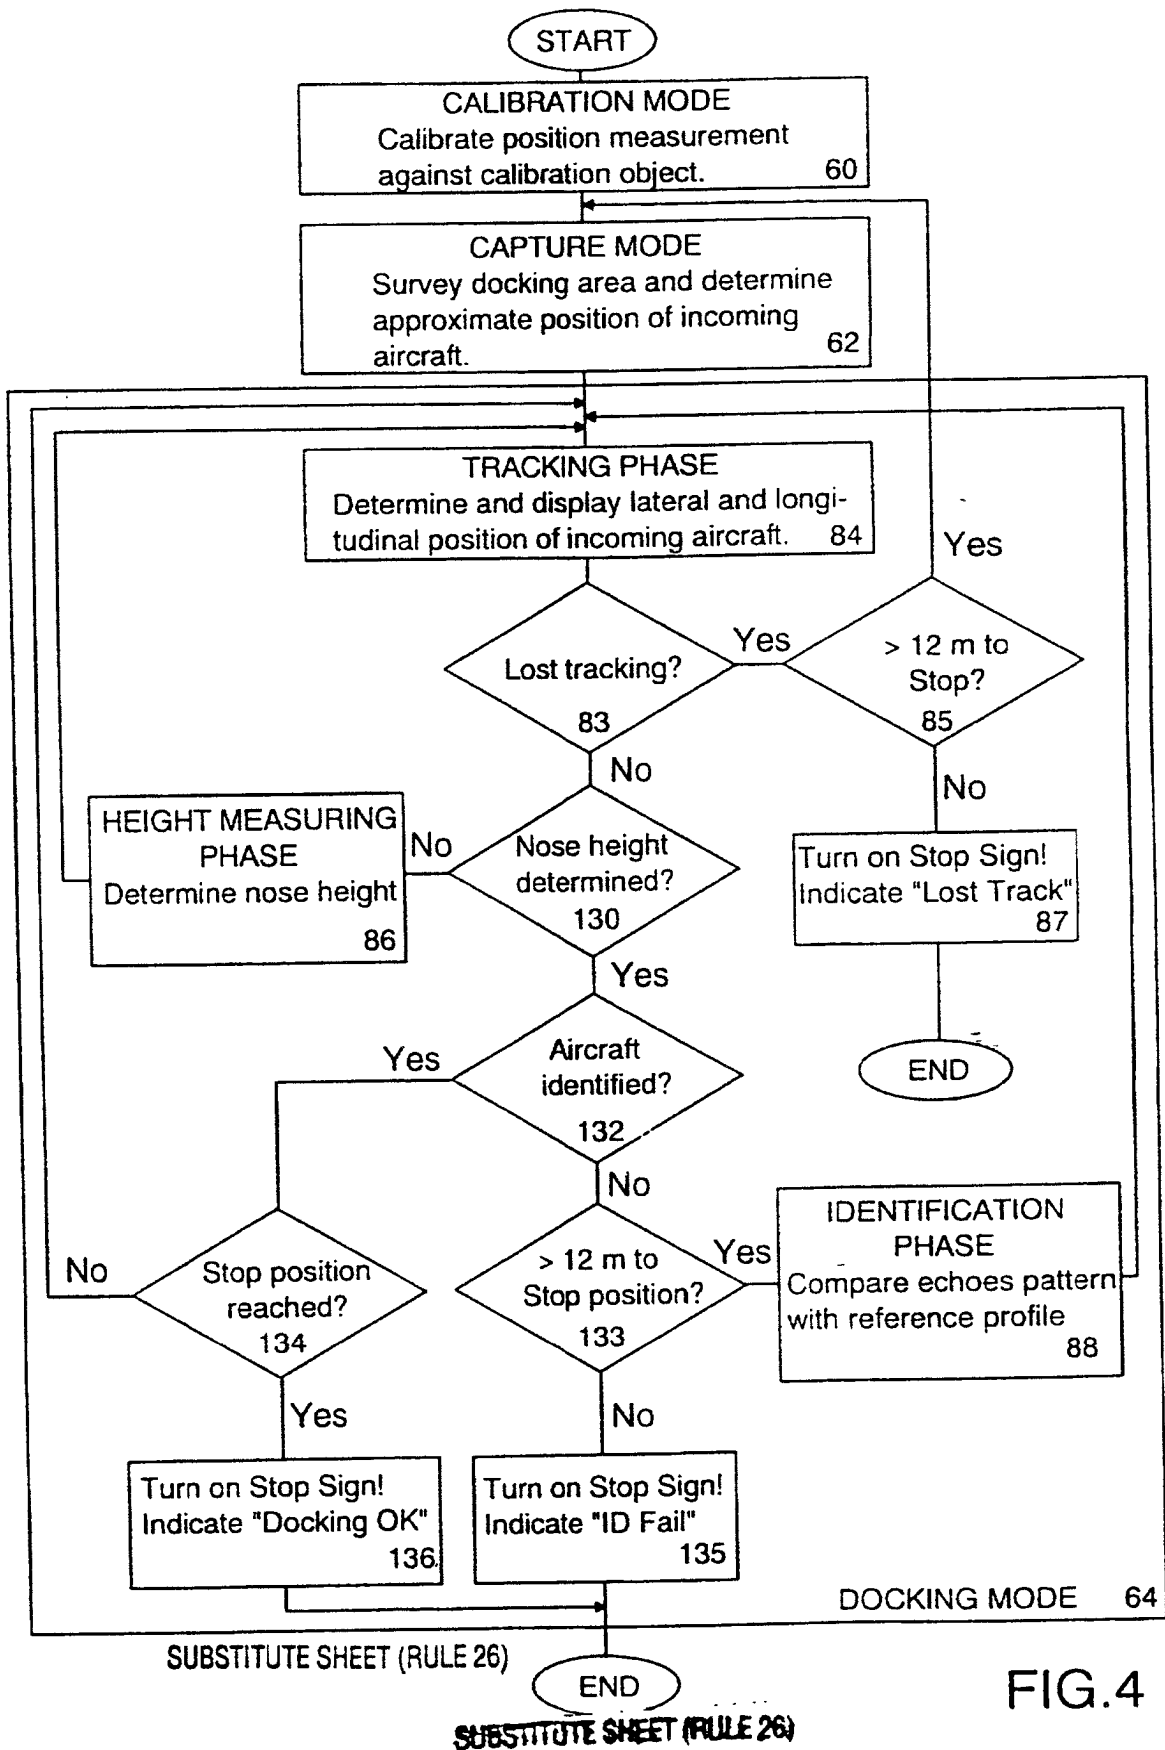 START
CALIBRATION MODE
Calibrate position measurement
against calibration object.
60
CAPTURE MODE
Survey docking area and determine
approximate position of incoming
aircraft.
62
TRACKING PHASE
Determine and display lateral and longi-
tudinal position of incoming aircraft.
84
Yes
Lost tracking?
83
Yes
> 12 m to
Stop?
85
No
No
HEIGHT MEASURING
PHASE
Determine nose height
86
No
Nose height
determined?
130
Turn on Stop Sign!
Indicate "Lost Track"
87
Yes
END
Yes
Aircraft
identified?
132
No
No
Stop position
reached?
134
> 12 m to
Stop position?
133
Yes
IDENTIFICATION
PHASE
Compare echoes pattern
with reference profile
88
Yes
No
Turn on Stop Sign!
Indicate "Docking OK"
136
Turn on Stop Sign!
Indicate "ID Fail"
135
DOCKING MODE 64
SUBSTITUTE SHEET (RULE 26)
END
FIG.4
SUBSTITUTE SHEET (RULE 26)